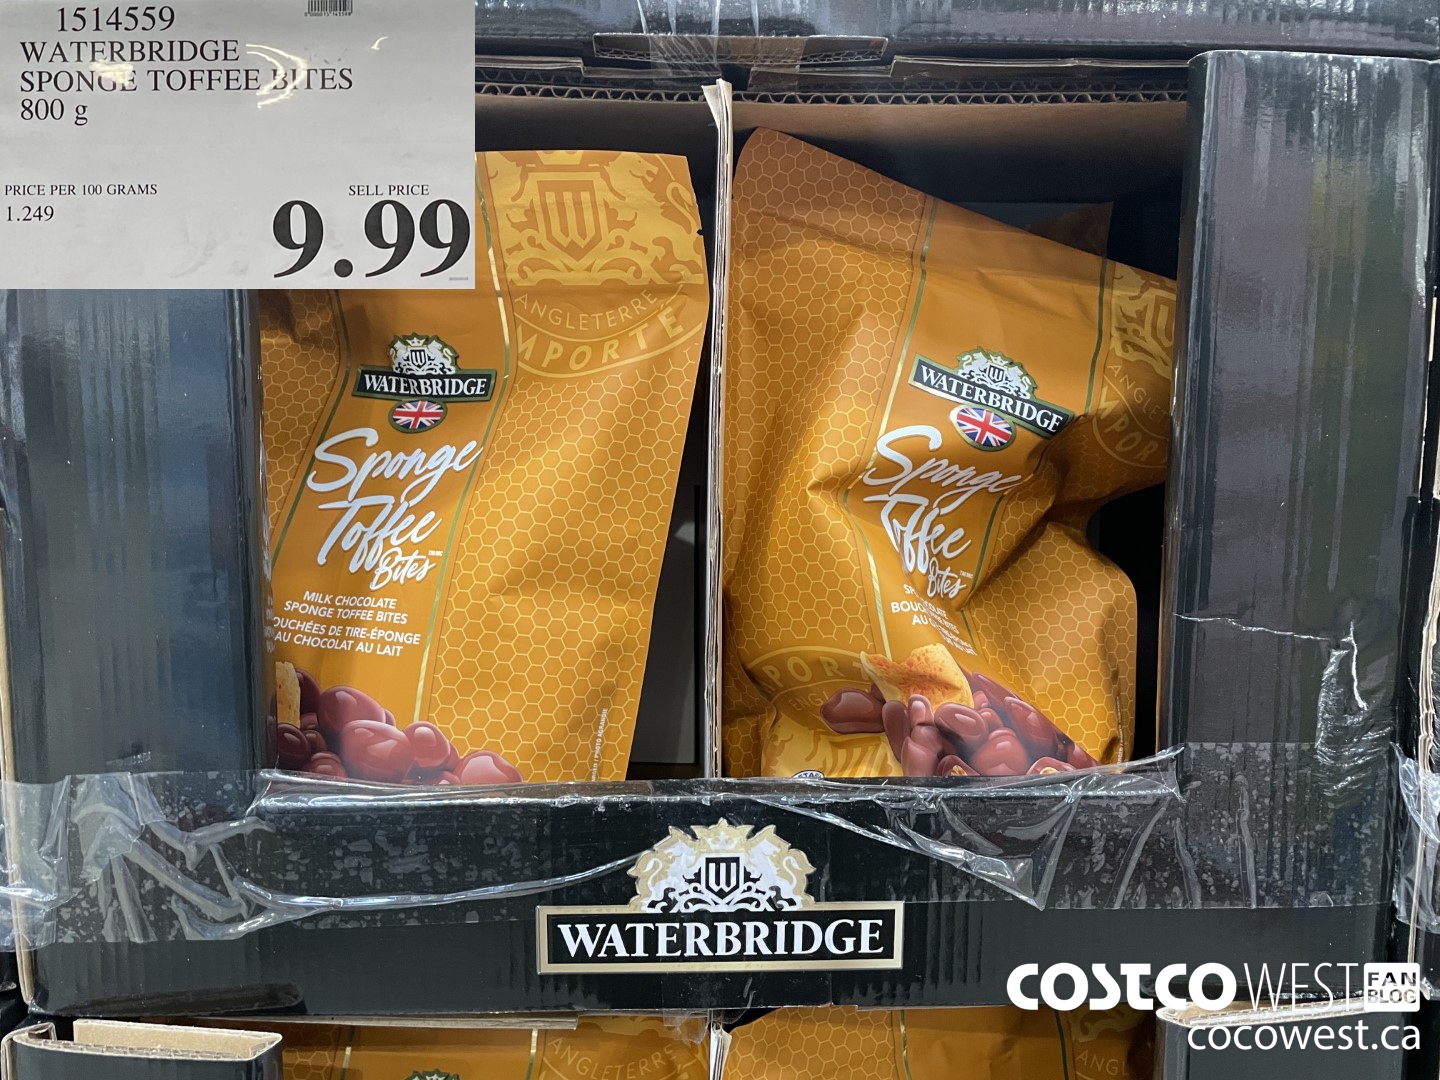 1514559
WATERBRIDGE
SPONGE TOFFEE BITES
800 g
PRICE PER 100 GRAMS
1.249
SELL PRICE
9.99
W
ANGLETERRE
IMPORTÉ
W
WATERBRIDGE
Sponge
Toffee
Bites
MILK CHOCOLATE
SPONGE TOFFEE BITES
BOUCHÉES DE TIRE-ÉPONGE
AU CHOCOLAT AU LAIT
W
WATERBRIDGE
Sponge
Toffee
Bites
W
WATERBRIDGE
ANGLETERRE
COSTCO WEST FAN BLOG
cocowest.ca